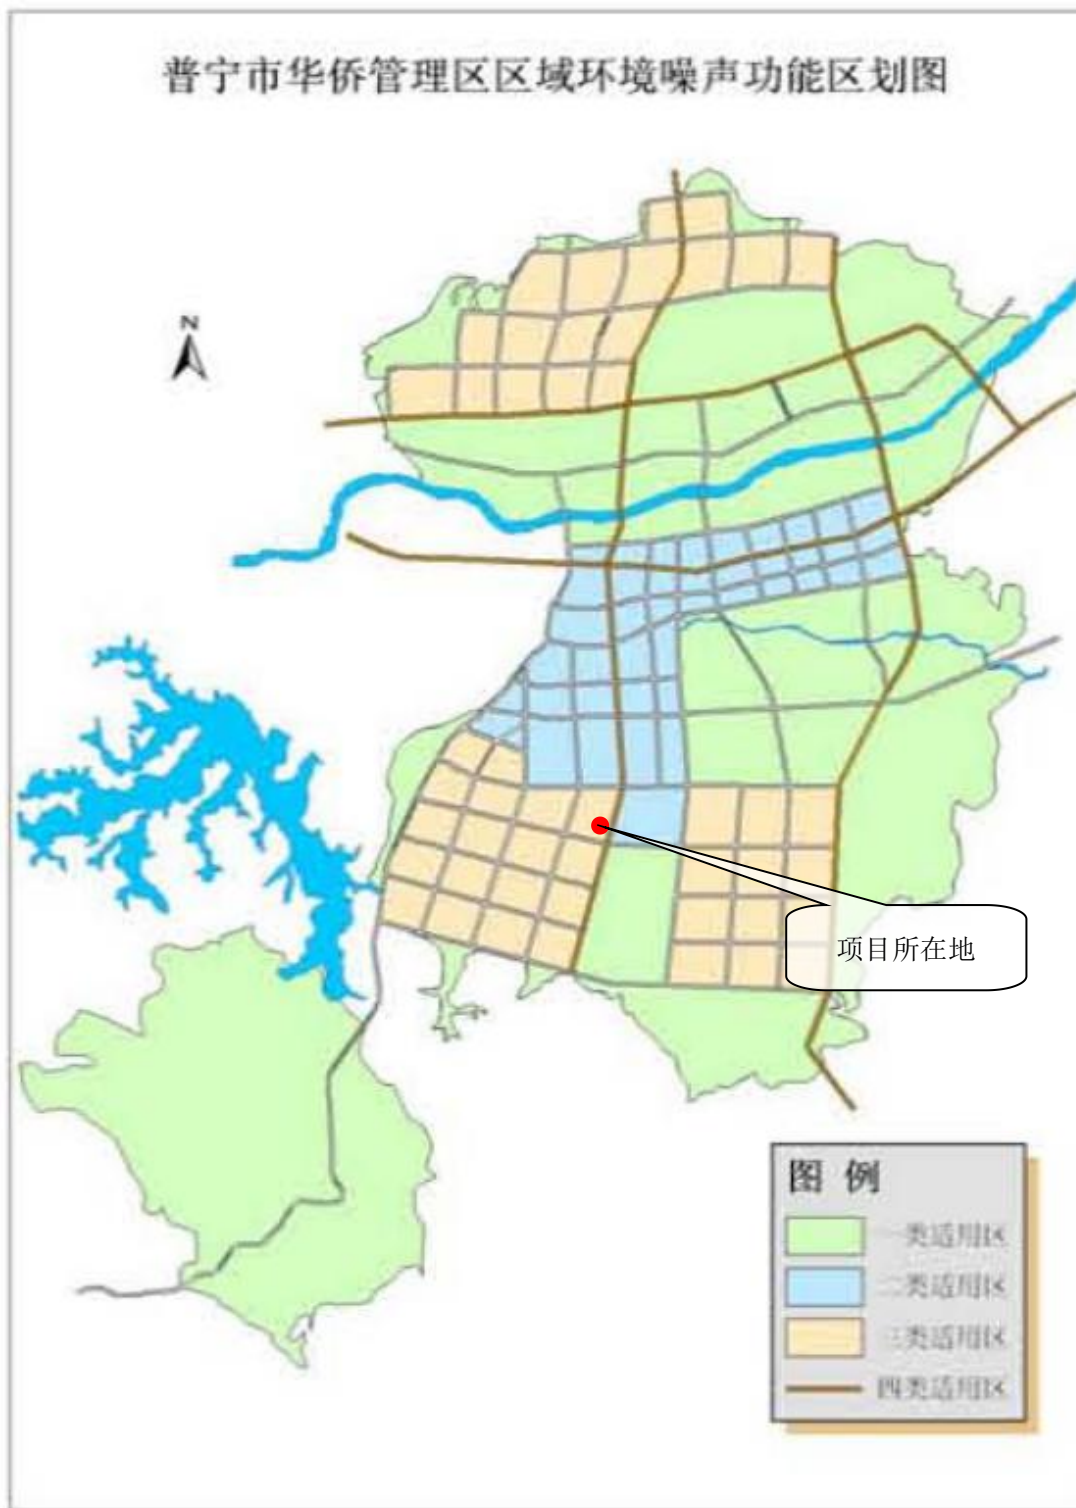 普宁市华侨管理区区域环境噪声功能区划图
N
项目所在地
图 例
一类适用区
二类适用区
三类适用区
四类适用区